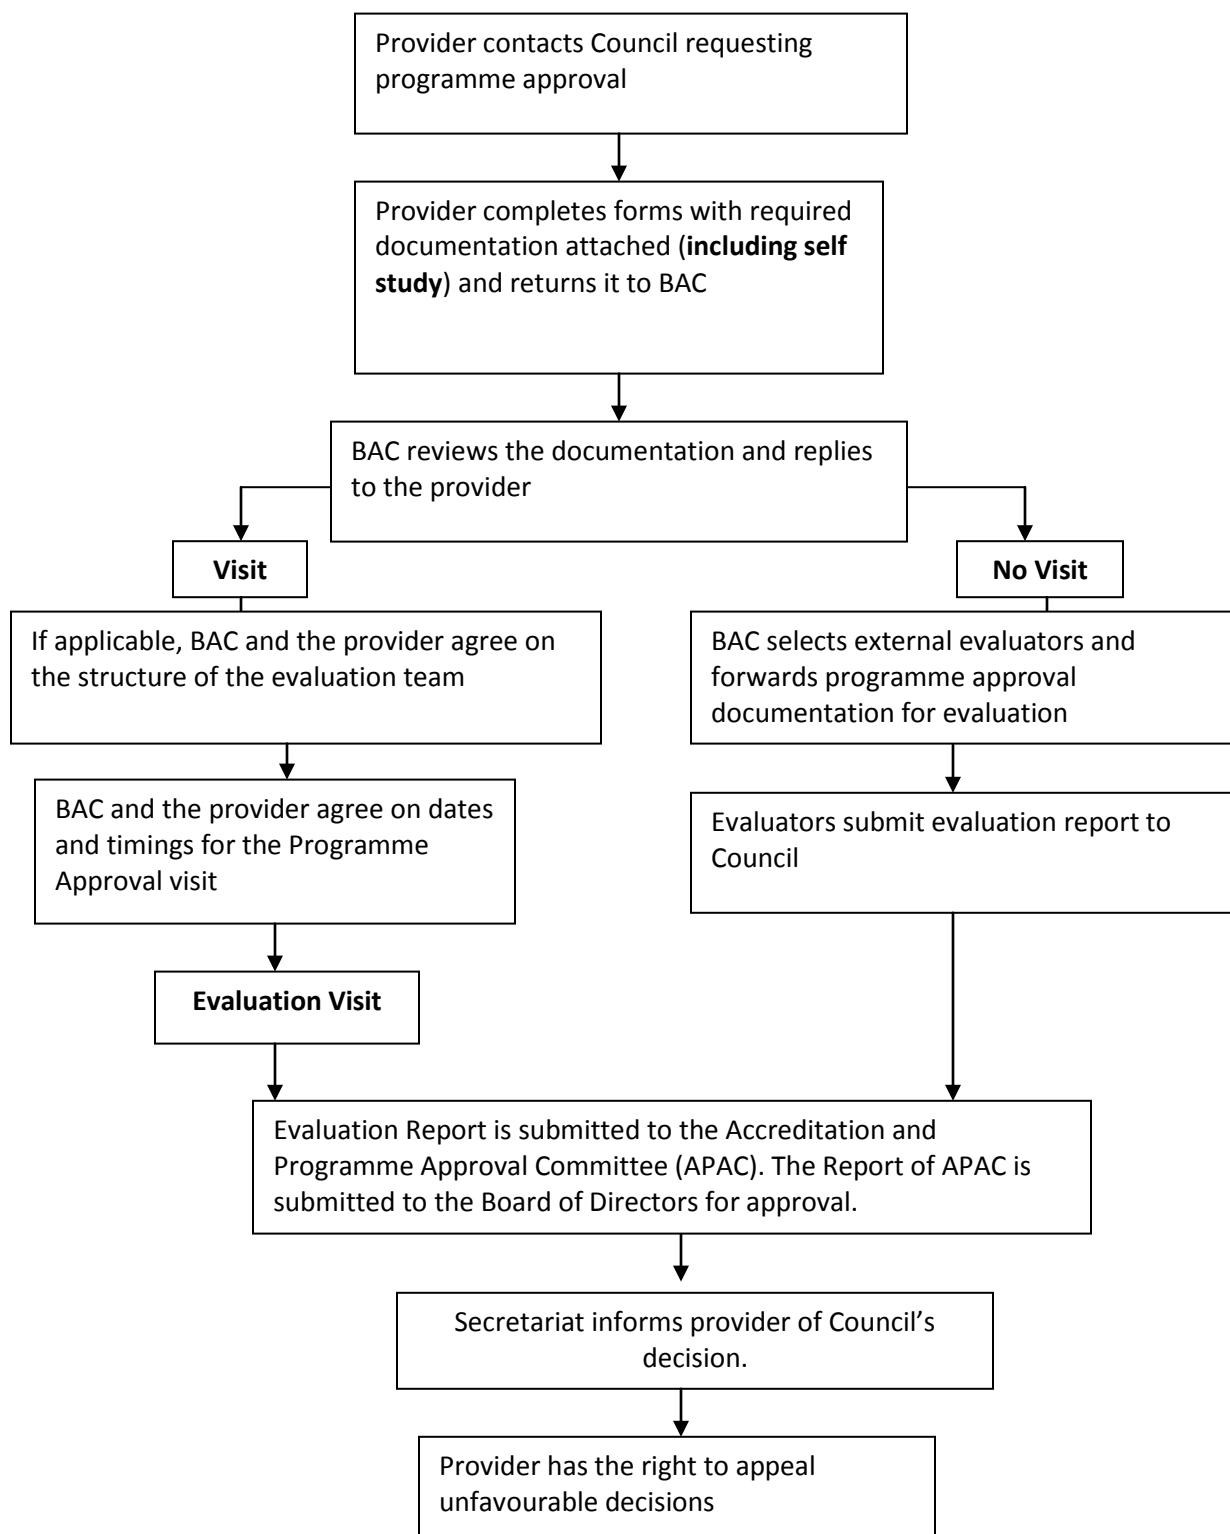 Provider contacts Council requesting
programme approval
Provider completes forms with required
documentation attached (including self
study) and returns it to BAC
BAC reviews the documentation and replies
to the provider
Visit
No Visit
If applicable, BAC and the provider agree on
the structure of the evaluation team
BAC selects external evaluators and
forwards programme approval
documentation for evaluation
BAC and the provider agree on dates
and timings for the Programme
Approval visit
Evaluators submit evaluation report to
Council
Evaluation Visit
Evaluation Report is submitted to the Accreditation and
Programme Approval Committee (APAC). The Report of APAC is
submitted to the Board of Directors for approval.
Secretariat informs provider of Council’s
decision.
Provider has the right to appeal
unfavourable decisions